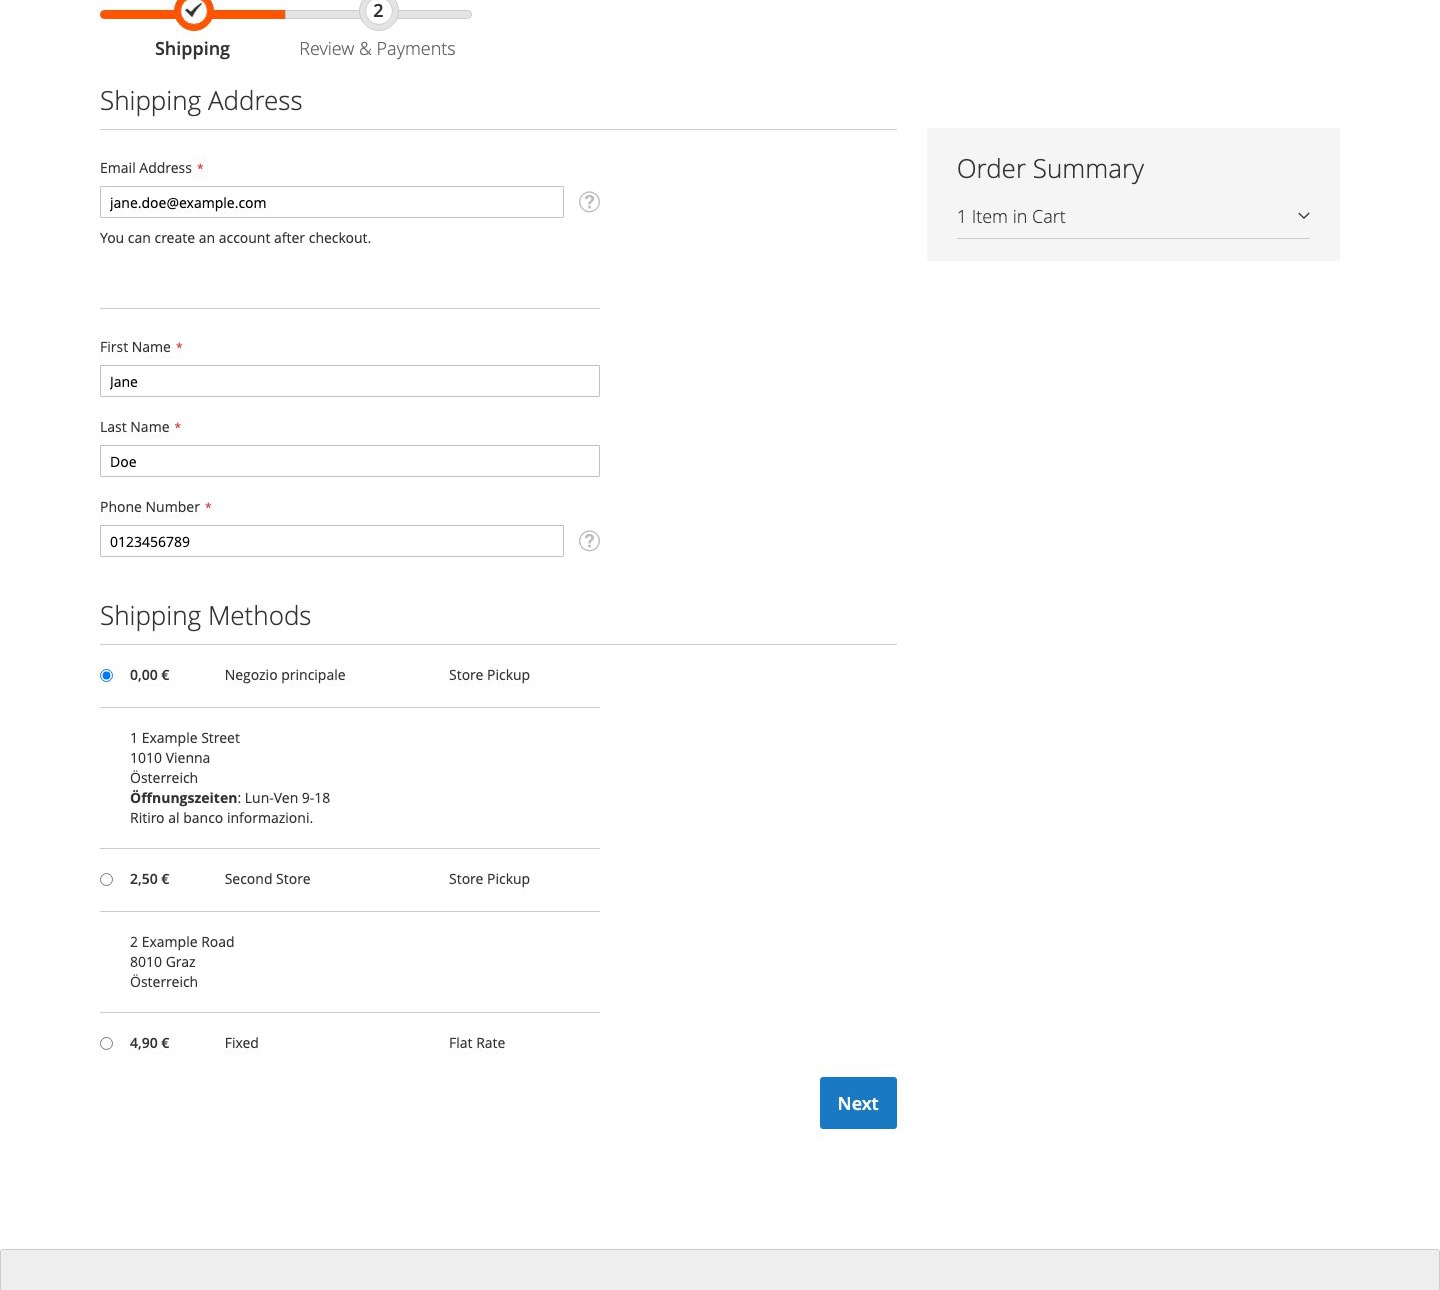 2
Shipping
Review & Payments
Shipping Address
Email Address *
jane.doe@example.com
?
You can create an account after checkout.
First Name *
Jane
Last Name *
Doe
Phone Number *
0123456789
?
Order Summary
1 Item in Cart
Shipping Methods
0,00 € Negozio principale Store Pickup
1 Example Street
1010 Vienna
Österreich
Öffnungszeiten: Lun-Ven 9-18
Ritiro al banco informazioni.
2,50 € Second Store Store Pickup
2 Example Road
8010 Graz
Österreich
4,90 € Fixed Flat Rate
Next